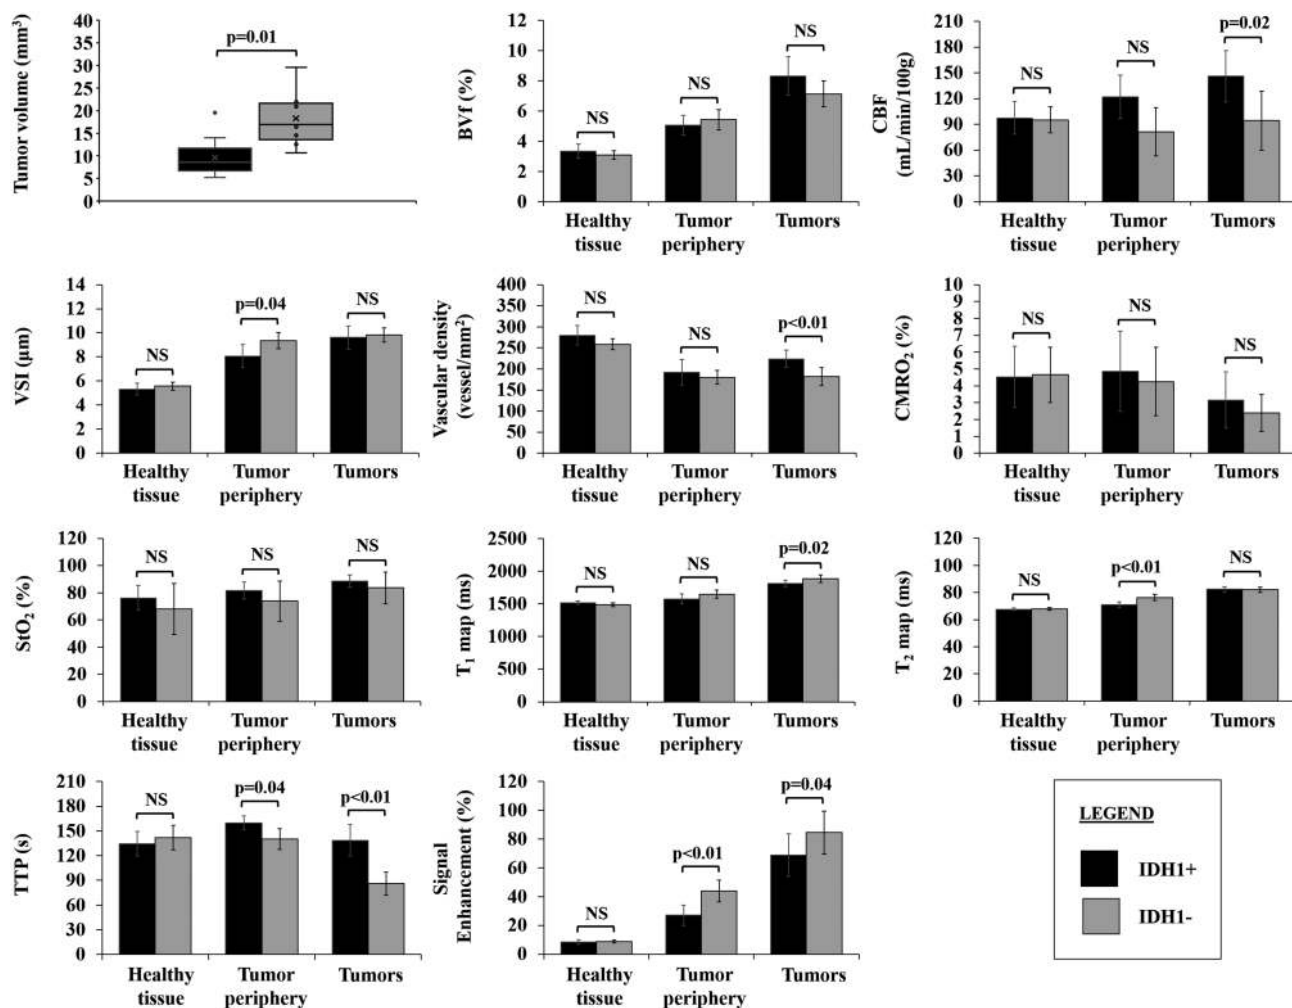 Tumor volume (mm³)
40
35
30
25
20
15
10
5
0
p=0.01
BVf (%)
12
10
8
6
4
2
0
NS
NS
NS
Healthy tissue
Tumor periphery
Tumors
CBF
(mL/min/100g)
210
180
150
120
90
60
30
0
NS
NS
p=0.02
Healthy tissue
Tumor periphery
Tumors
VSI (µm)
14
12
10
8
6
4
2
0
NS
p=0.04
NS
Healthy tissue
Tumor periphery
Tumors
Vascular density
(vessel/mm²)
400
350
300
250
200
150
100
50
0
NS
NS
p<0.01
Healthy tissue
Tumor periphery
Tumors
CMRO₂ (%)
10
9
8
7
6
5
4
3
2
1
0
NS
NS
NS
Healthy tissue
Tumor periphery
Tumors
StO₂ (%)
120
100
80
60
40
20
0
NS
NS
NS
Healthy tissue
Tumor periphery
Tumors
T₁ map (ms)
2500
2000
1500
1000
500
0
NS
NS
p=0.02
Healthy tissue
Tumor periphery
Tumors
T₂ map (ms)
120
100
80
60
40
20
0
NS
p<0.01
NS
Healthy tissue
Tumor periphery
Tumors
TTP (s)
210
180
150
120
90
60
30
0
NS
p=0.04
p<0.01
Healthy tissue
Tumor periphery
Tumors
Signal
Enhancement (%)
120
100
80
60
40
20
0
NS
p<0.01
p=0.04
Healthy tissue
Tumor periphery
Tumors
LEGEND
IDH1+
IDH1-